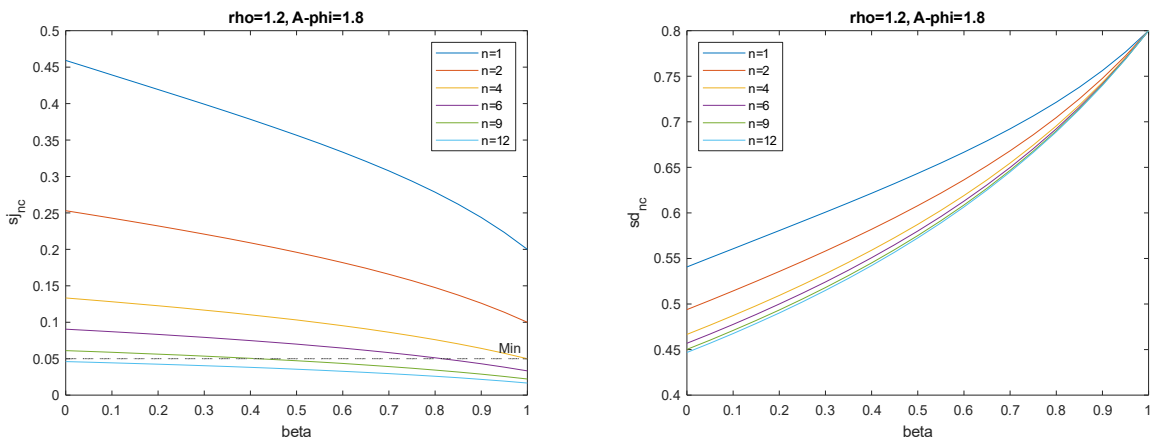 rho=1.2, A-phi=1.8
0.5
0.45
0.4
0.35
0.3
0.25
0.2
0.15
0.1
0.05
0
sj_nc
n=1
n=2
n=4
n=6
n=9
n=12
Min
0 0.1 0.2 0.3 0.4 0.5 0.6 0.7 0.8 0.9 1
beta
rho=1.2, A-phi=1.8
0.8
0.75
0.7
0.65
0.6
0.55
0.5
0.45
0.4
sd_nc
n=1
n=2
n=4
n=6
n=9
n=12
0 0.1 0.2 0.3 0.4 0.5 0.6 0.7 0.8 0.9 1
beta